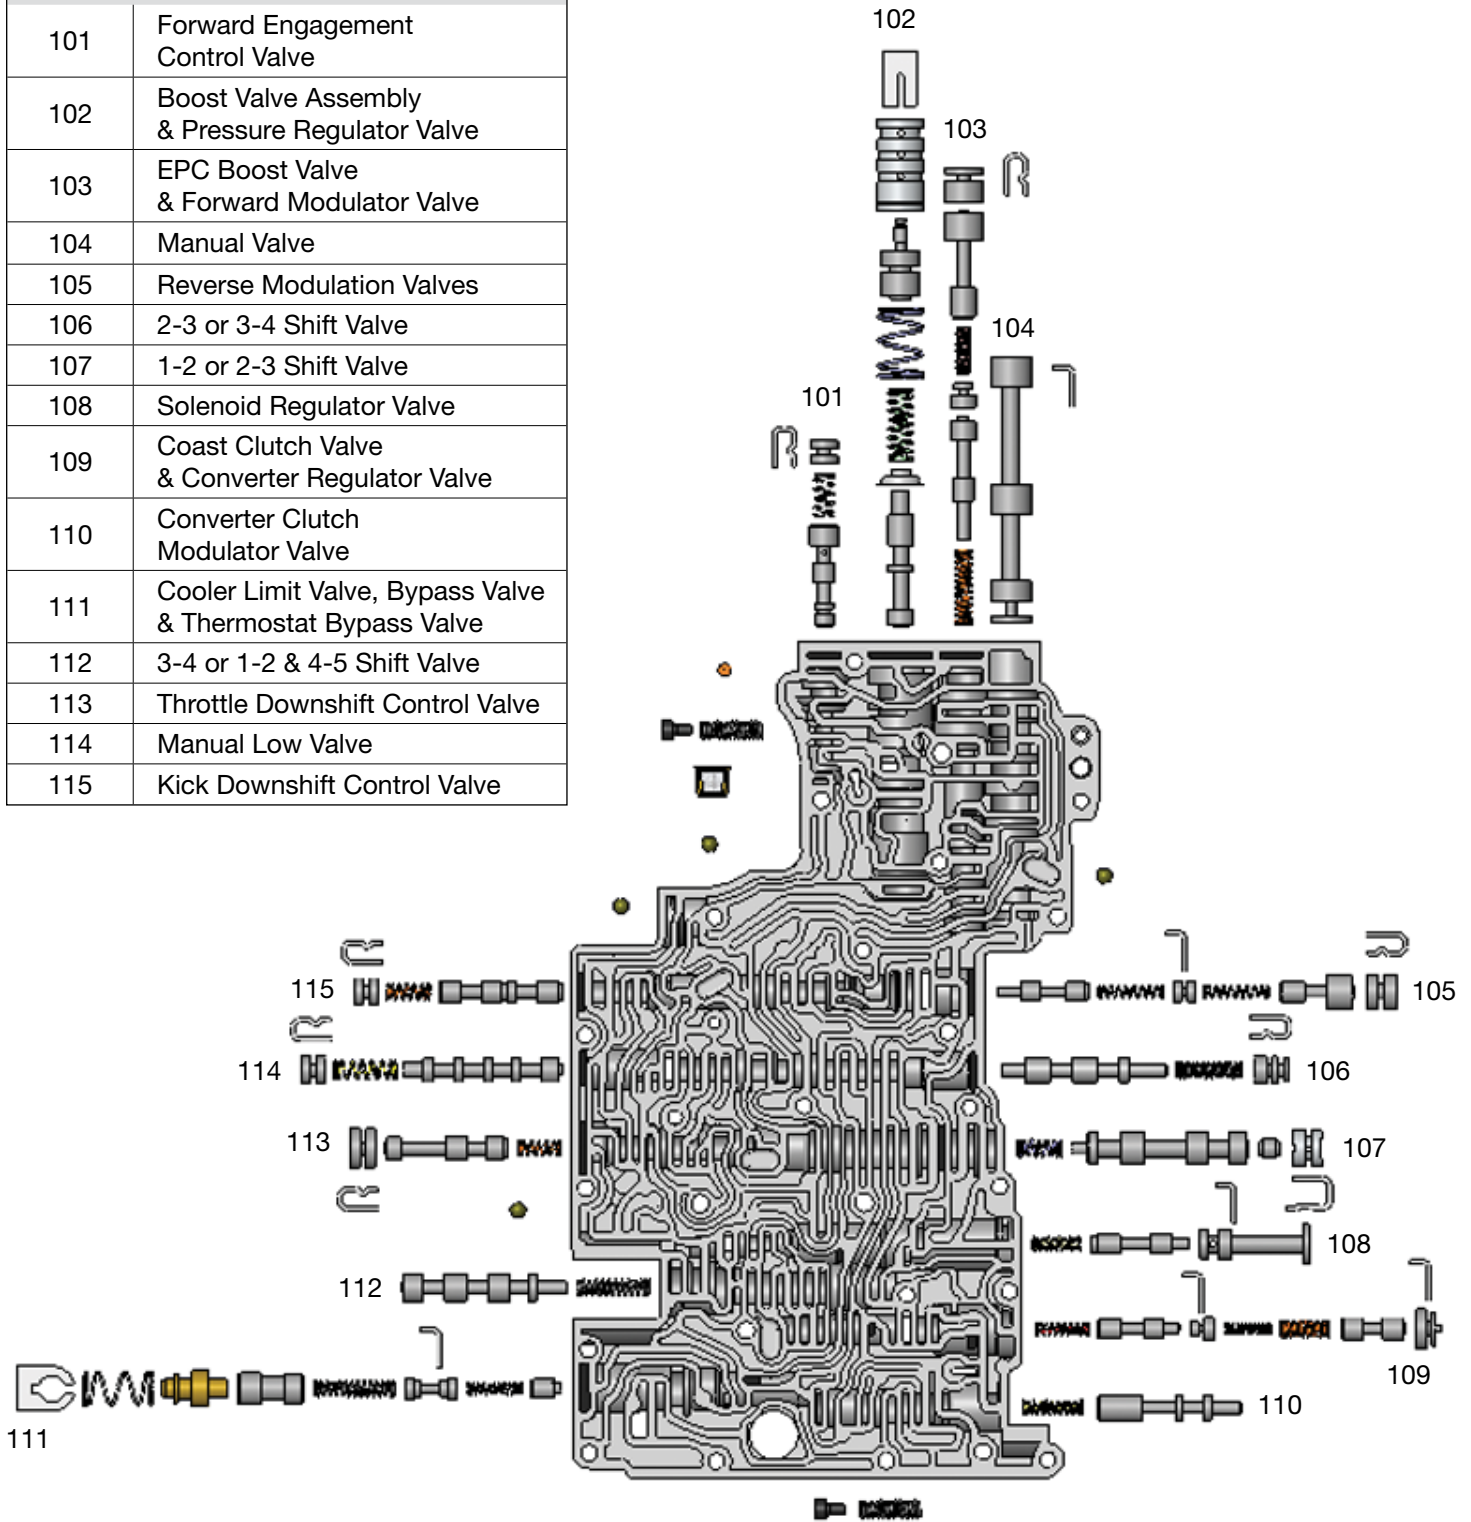 101 Forward Engagement
Control Valve
102 Boost Valve Assembly
& Pressure Regulator Valve
103 EPC Boost Valve
& Forward Modulator Valve
104 Manual Valve
105 Reverse Modulation Valves
106 2-3 or 3-4 Shift Valve
107 1-2 or 2-3 Shift Valve
108 Solenoid Regulator Valve
109 Coast Clutch Valve
& Converter Regulator Valve
110 Converter Clutch
Modulator Valve
111 Cooler Limit Valve, Bypass Valve
& Thermostat Bypass Valve
112 3-4 or 1-2 & 4-5 Shift Valve
113 Throttle Downshift Control Valve
114 Manual Low Valve
115 Kick Downshift Control Valve
102
103
104
101
115
105
114
106
113
107
108
112
109
110
111